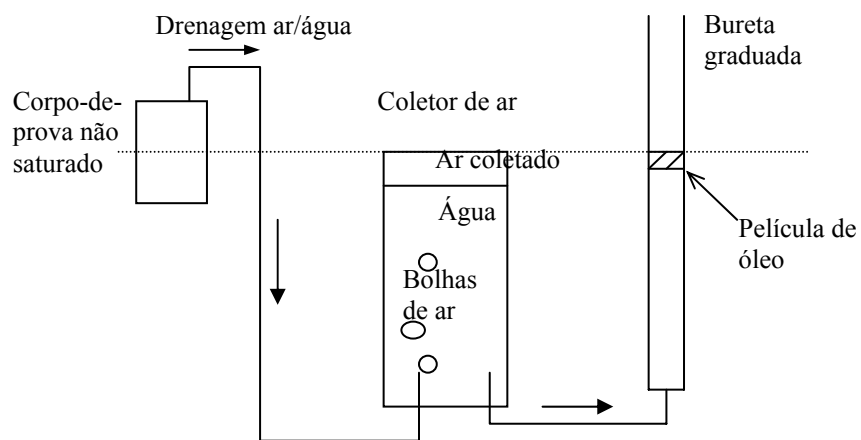 Drenagem ar/água
Bureta
graduada
Corpo-de-
prova não
saturado
Coletor de ar
Ar coletado
Água
Película de
óleo
Bolhas
de ar